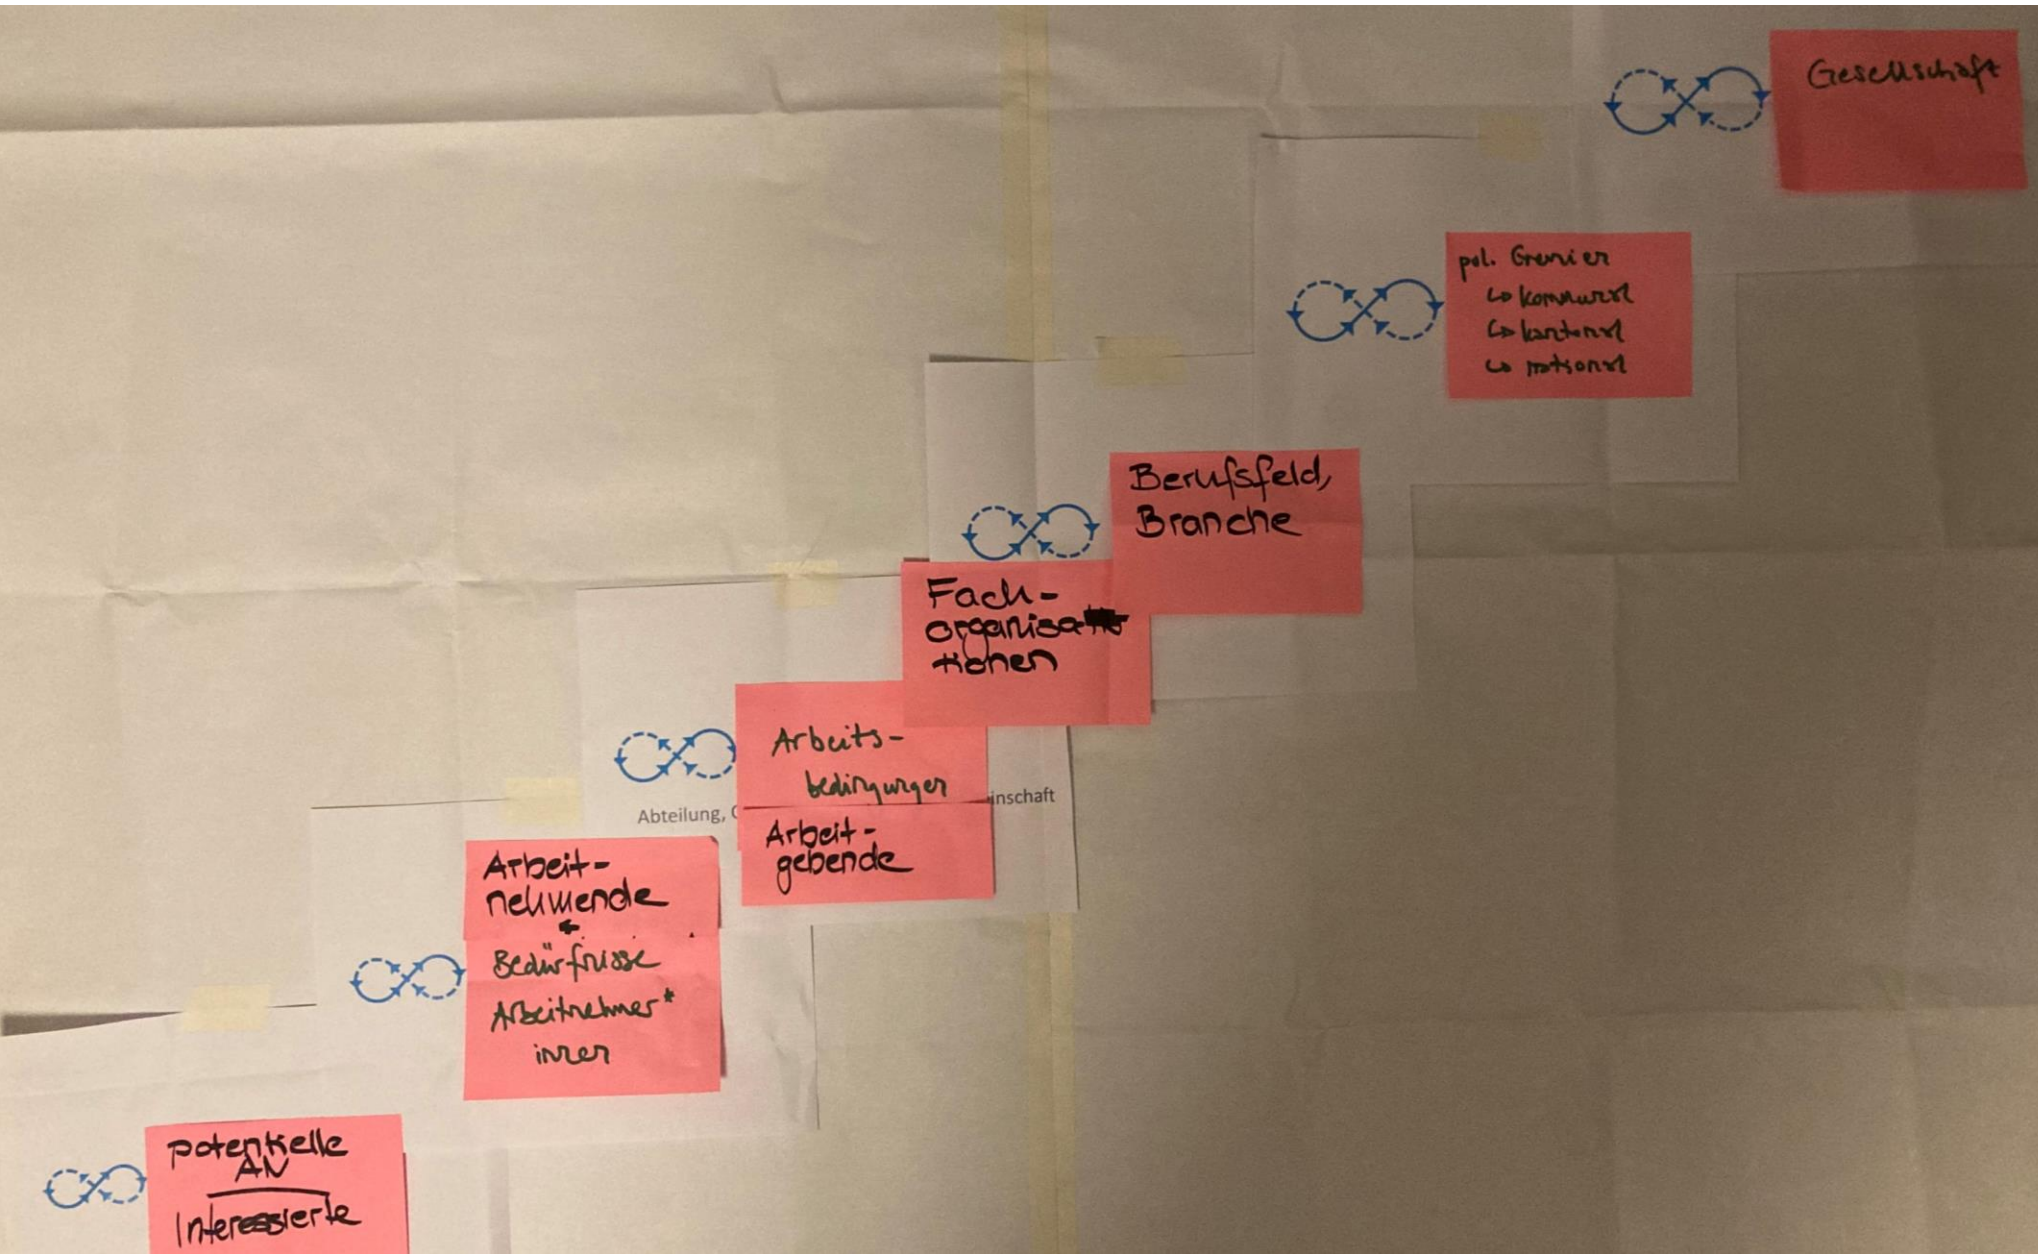 Gesellschaft
pol. Gremien
↳ kommunal
↳ kantonal
↳ national
Berufsfeld,
Branche
Fach-
organisa
tionen
Arbeits-
bedingungen
Abteilung,
inschaft
Arbeit-
gebende
Arbeit-
nehmende
Bedürfnisse
Arbeitnehmer*
innen
potentielle
AN
Interessierte